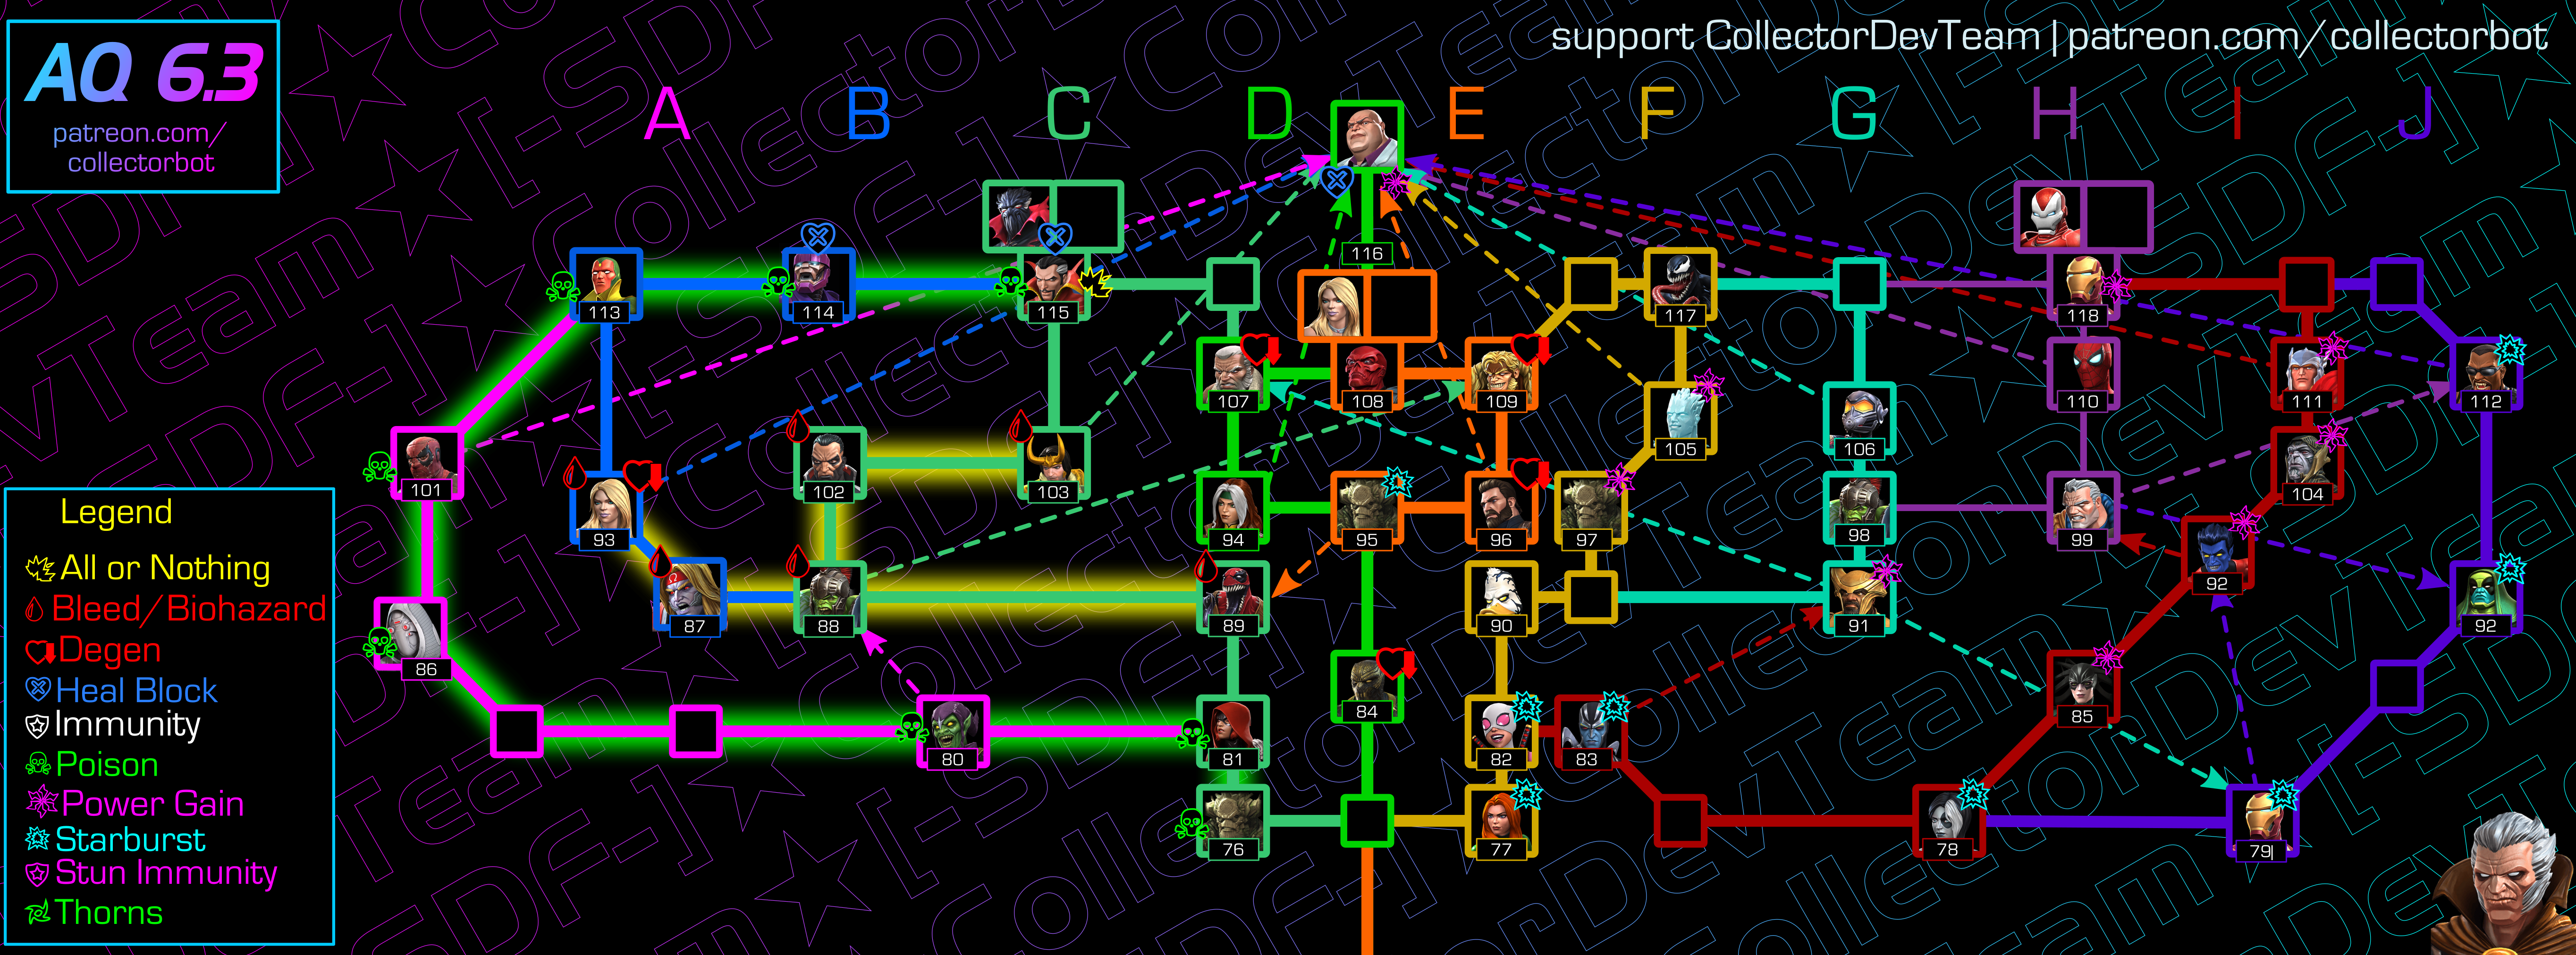 AQ 6.3
patreon.com/
collectorbot
support CollectorDevTeam|patreon.com/collectorbot
A B C D E F G H I J
116
113 114 115 117 118
107 108 109 110 111 112
105 106
101 102 103 104
93 94 95 96 97 98 99
92
87 88 89 90 91 92
86 84 85
80 81 82 83
76 77 78 79|
Legend
All or Nothing
Bleed/Biohazard
Degen
Heal Block
Immunity
Poison
Power Gain
Starburst
Stun Immunity
Thorns